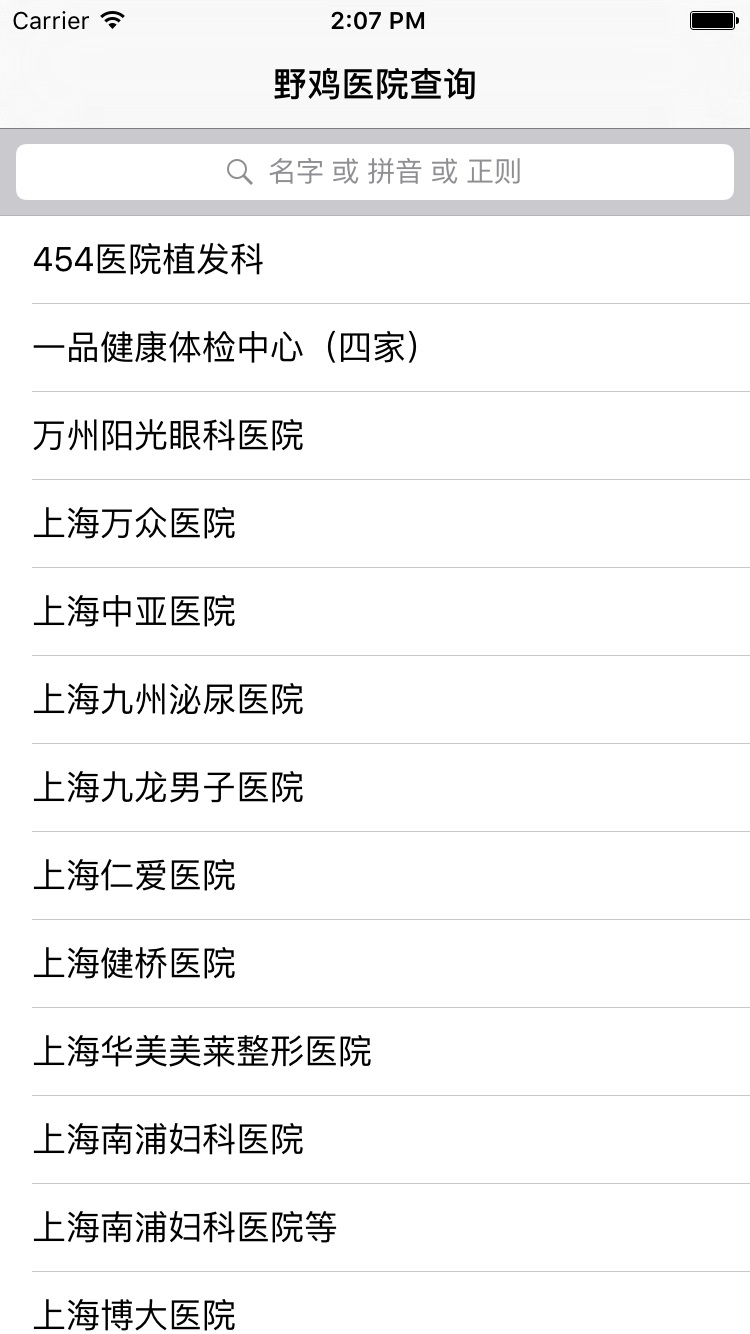 Carrier 2:07 PM
野鸡医院查询
名字 或 拼音 或 正则
454医院植发科
一品健康体检中心（四家）
万州阳光眼科医院
上海万众医院
上海中亚医院
上海九州泌尿医院
上海九龙男子医院
上海仁爱医院
上海健桥医院
上海华美美莱整形医院
上海南浦妇科医院
上海南浦妇科医院等
上海博大医院